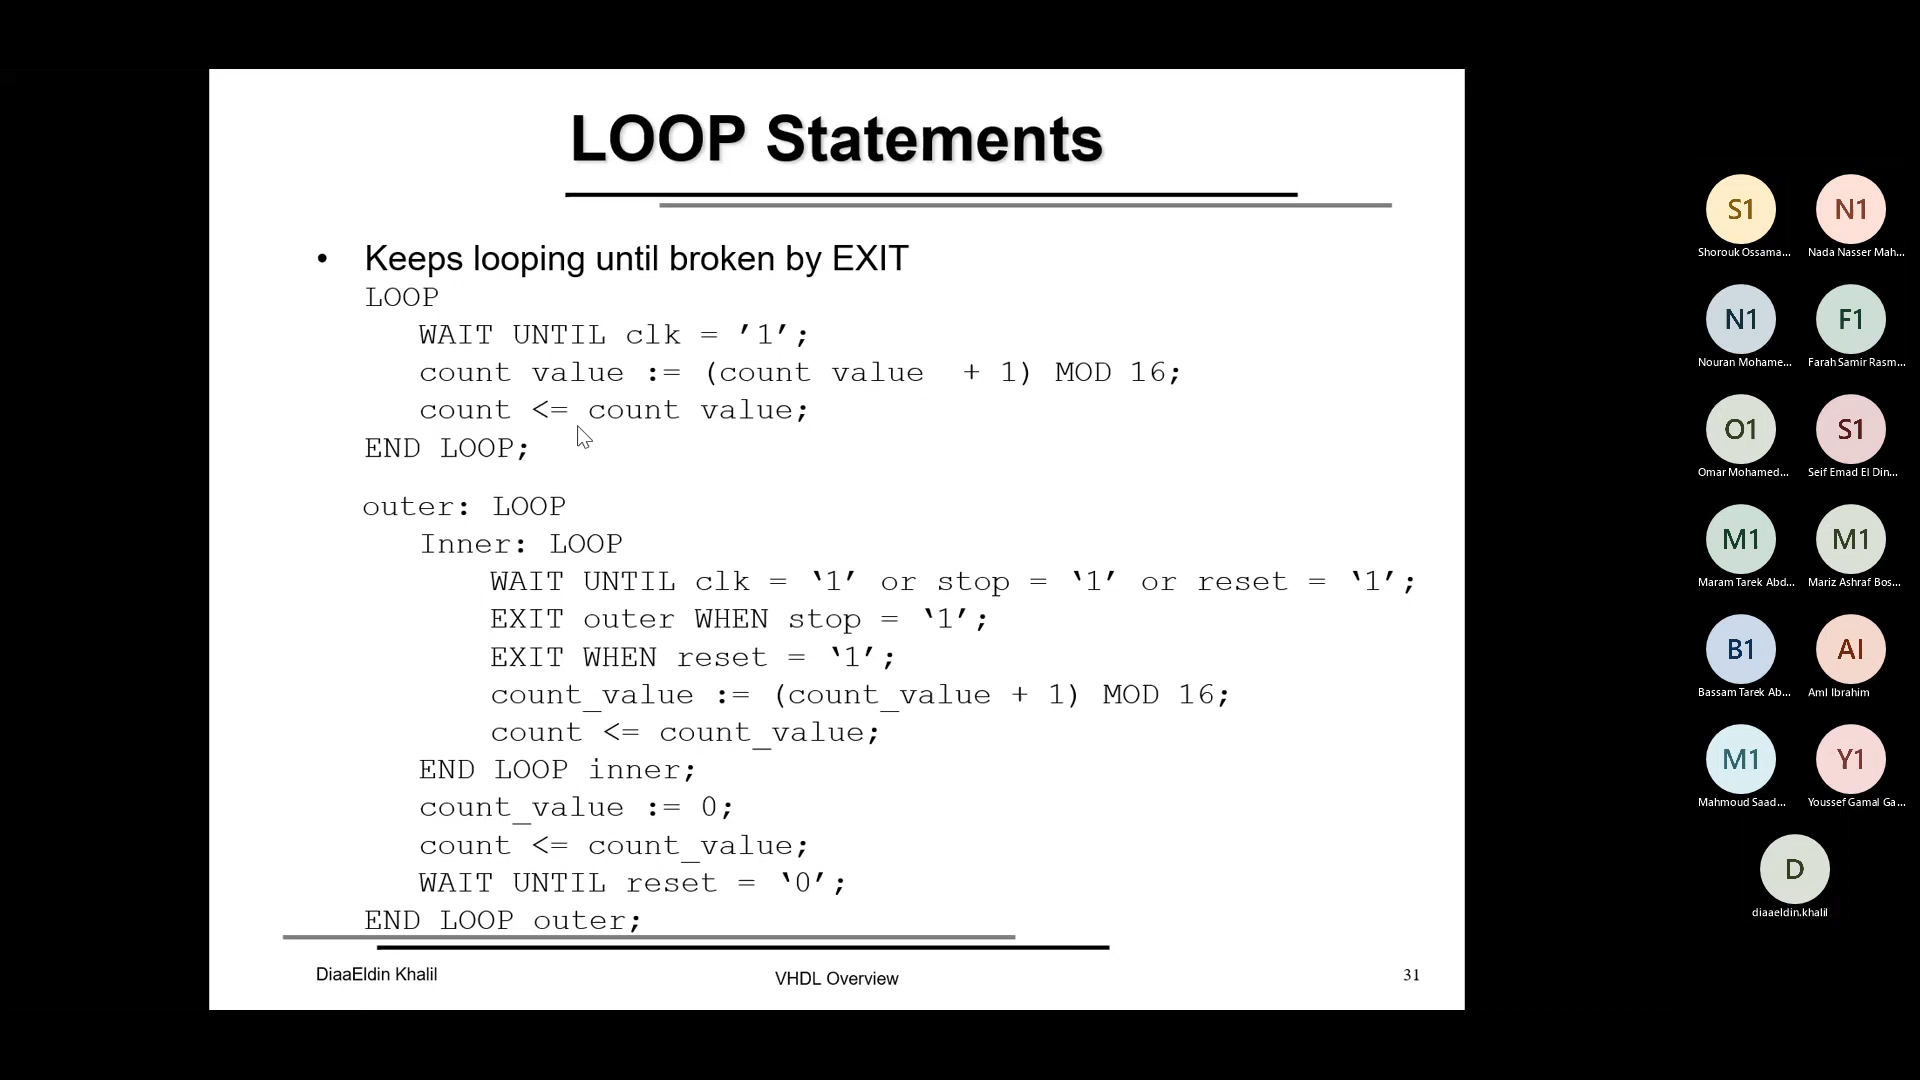 LOOP Statements
• Keeps looping until broken by EXIT
LOOP
WAIT UNTIL clk = ’1’;
count value := (count value + 1) MOD 16;
count <= count value;
END LOOP;
outer: LOOP
Inner: LOOP
WAIT UNTIL clk = ‘1’ or stop = ‘1’ or reset = ‘1’;
EXIT outer WHEN stop = ‘1’;
EXIT WHEN reset = ‘1’;
count_value := (count_value + 1) MOD 16;
count <= count_value;
END LOOP inner;
count_value := 0;
count <= count_value;
WAIT UNTIL reset = ‘0’;
END LOOP outer;
DiaaEldin Khalil
VHDL Overview
31
S1
N1
Shorouk Ossama...
Nada Nasser Mah...
N1
F1
Nouran Mohame...
Farah Samir Rasm...
O1
S1
Omar Mohamed...
Seif Emad El Din...
M1
M1
Maram Tarek Abd...
Mariz Ashraf Bos...
B1
AI
Bassam Tarek Ab...
Aml Ibrahim
M1
Y1
Mahmoud Saad...
Youssef Gamal Ga...
D
diaaeldin.khalil